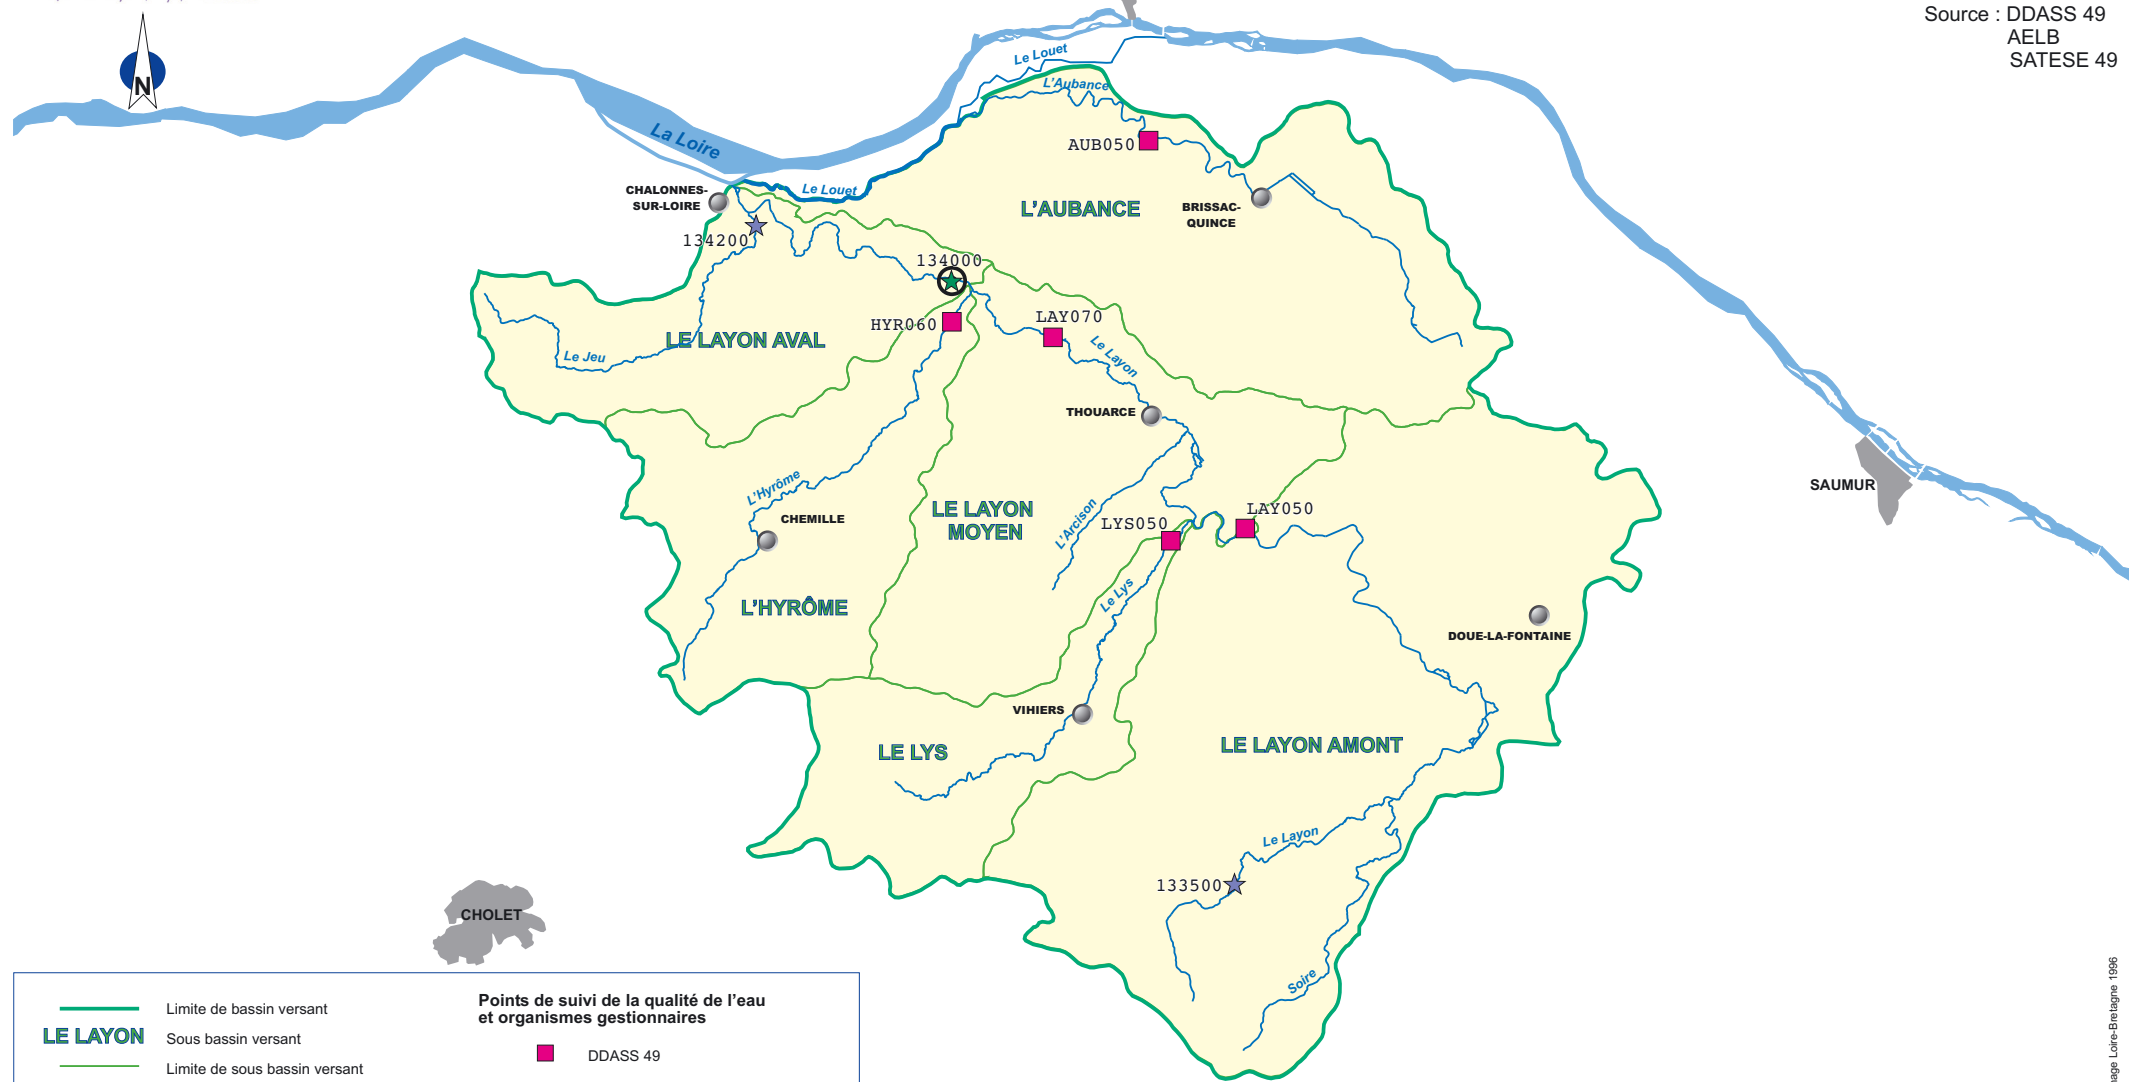 Source : DDASS 49
AELB
SATESE 49
N
Le Louet
L'Aubance
La Loire
AUB050
CHALONNES-
SUR-LOIRE
Le Louet
L'AUBANCE
BRISSAC-
QUINCE
134200
134000
HYR060
LAY070
LE LAYON AVAL
Le Jeu
Le Layon
THOUARCE
L'Hyrôme
SAUMUR
CHEMILLE
LE LAYON
MOYEN
L'Arcison
LYS050
LAY050
L'HYRÔME
Le Lys
DOUE-LA-FONTAINE
VIHIERS
LE LYS
LE LAYON AMONT
Le Layon
133500
CHOLET
Soire
Limite de bassin versant
LE LAYON
Sous bassin versant
Limite de sous bassin versant
Points de suivi de la qualité de l'eau
et organismes gestionnaires
DDASS 49
Loire-Bretagne 1996